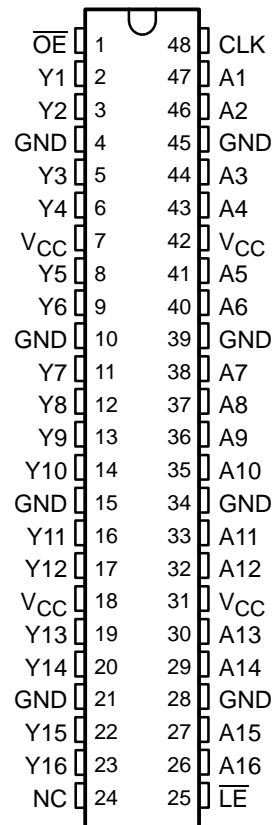 O̅E̅ 1 48 CLK
Y1 2 47 A1
Y2 3 46 A2
GND 4 45 GND
Y3 5 44 A3
Y4 6 43 A4
VCC 7 42 VCC
Y5 8 41 A5
Y6 9 40 A6
GND 10 39 GND
Y7 11 38 A7
Y8 12 37 A8
Y9 13 36 A9
Y10 14 35 A10
GND 15 34 GND
Y11 16 33 A11
Y12 17 32 A12
VCC 18 31 VCC
Y13 19 30 A13
Y14 20 29 A14
GND 21 28 GND
Y15 22 27 A15
Y16 23 26 A16
NC 24 25 L̅E̅